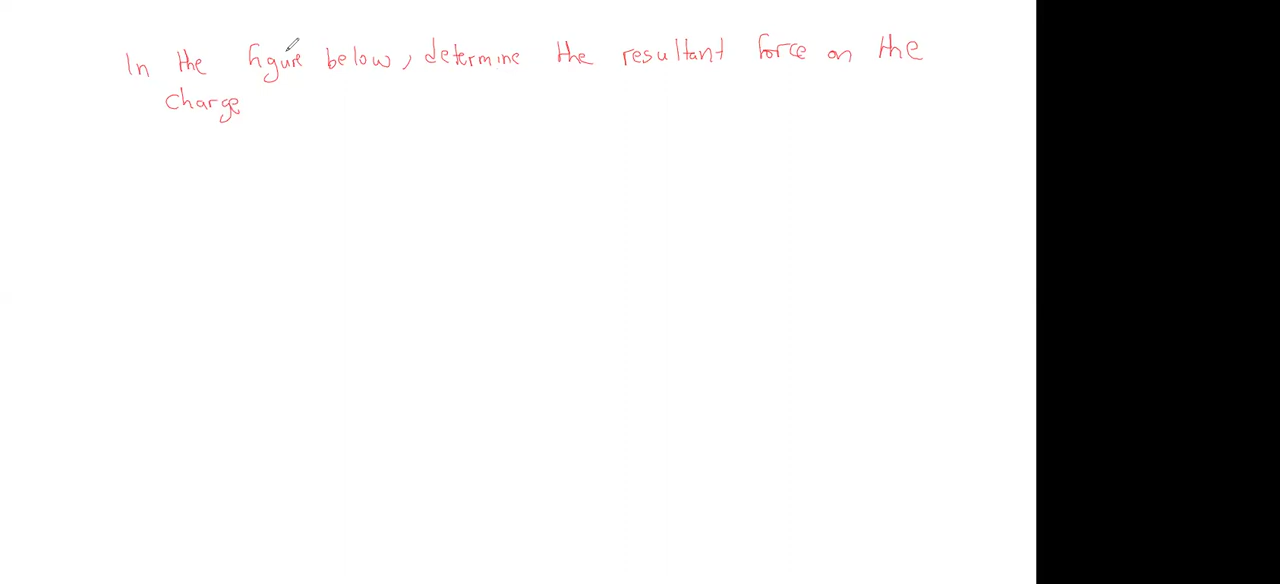 In the figure below, determine the resultant force on the
charge